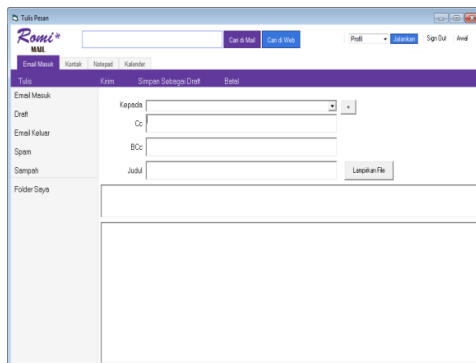 Tulis Pesan
Romi*
MAIL
Cari di Mail Cari di Web Profil Jalankan Sign Out Awal
Email Masuk Kontak Notepad Kalender
Tulis Kirim Simpan Sebagai Draft Batal
Email Masuk
Kepada +
Draft
Cc
Email Keluar
BCc
Spam
Sampah Judul Lampirkan File
Folder Saya